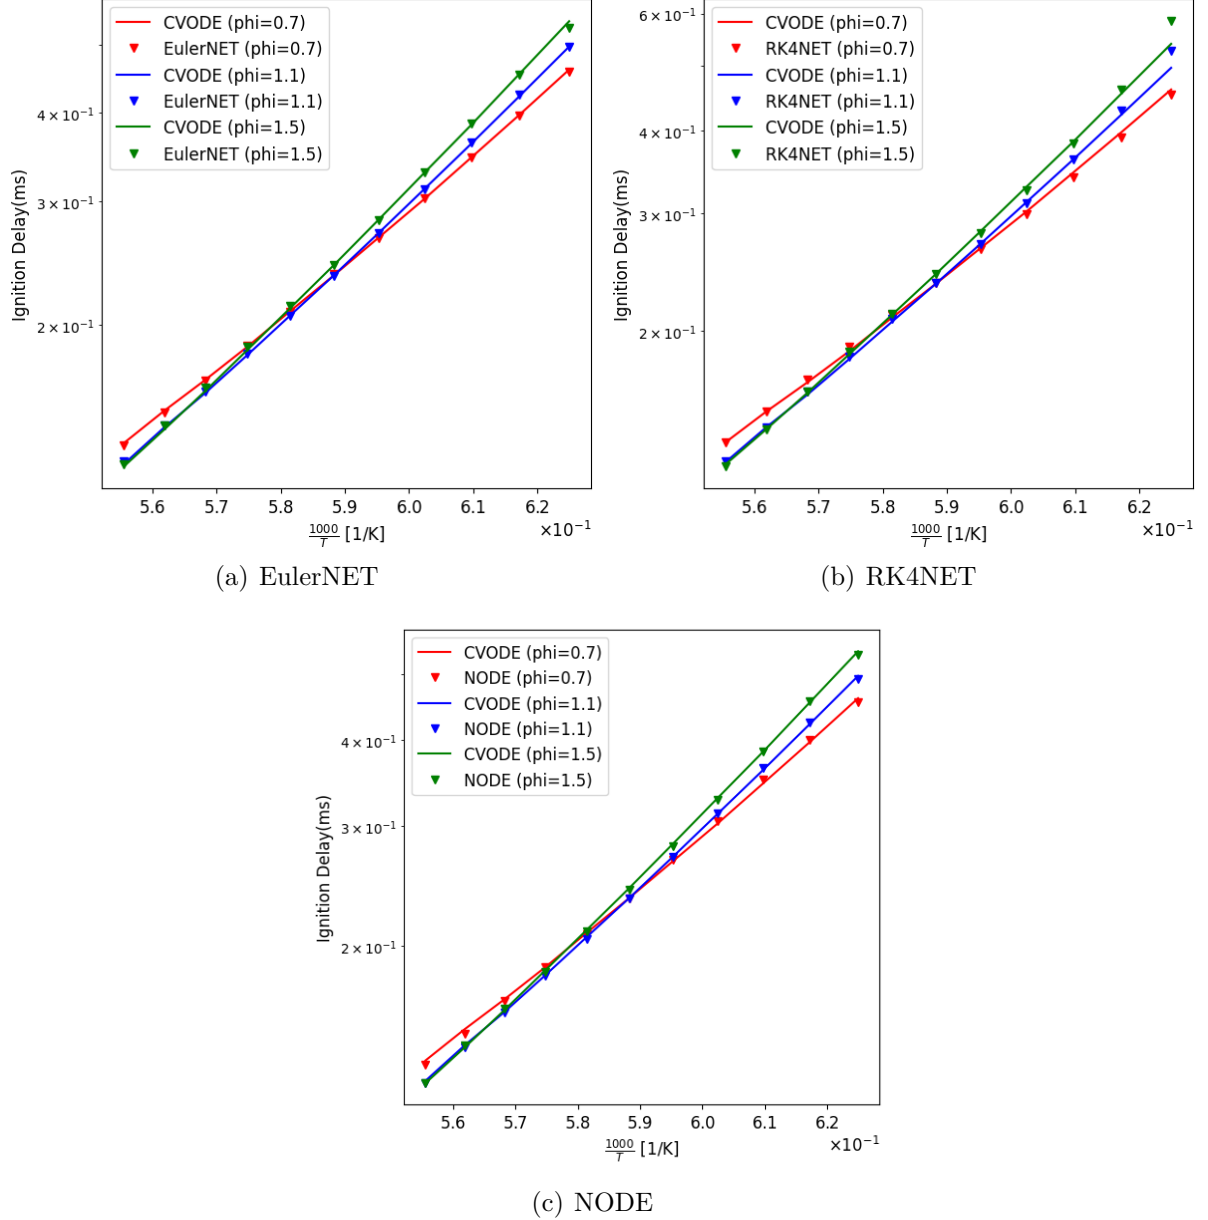 CVODE (phi=0.7)
EulerNET (phi=0.7)
CVODE (phi=1.1)
EulerNET (phi=1.1)
CVODE (phi=1.5)
EulerNET (phi=1.5)
4 × 10⁻¹
3 × 10⁻¹
2 × 10⁻¹
Ignition Delay(ms)
5.6 5.7 5.8 5.9 6.0 6.1 6.2
×10⁻¹
1000/T [1/K]
(a) EulerNET
CVODE (phi=0.7)
RK4NET (phi=0.7)
CVODE (phi=1.1)
RK4NET (phi=1.1)
CVODE (phi=1.5)
RK4NET (phi=1.5)
6 × 10⁻¹
4 × 10⁻¹
3 × 10⁻¹
2 × 10⁻¹
Ignition Delay(ms)
5.6 5.7 5.8 5.9 6.0 6.1 6.2
×10⁻¹
1000/T [1/K]
(b) RK4NET
CVODE (phi=0.7)
NODE (phi=0.7)
CVODE (phi=1.1)
NODE (phi=1.1)
CVODE (phi=1.5)
NODE (phi=1.5)
4 × 10⁻¹
3 × 10⁻¹
2 × 10⁻¹
Ignition Delay(ms)
5.6 5.7 5.8 5.9 6.0 6.1 6.2
×10⁻¹
1000/T [1/K]
(c) NODE